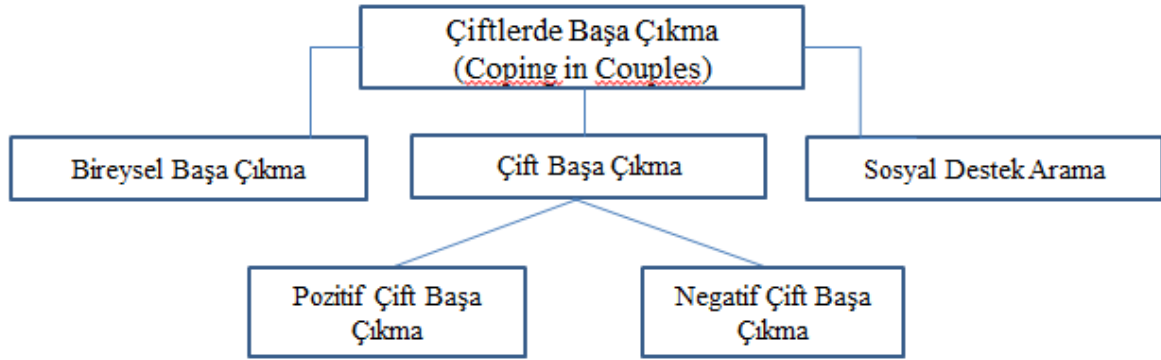 Çiftlerde Başa Çıkma
(Coping in Couples)
Bireysel Başa Çıkma
Çift Başa Çıkma
Sosyal Destek Arama
Pozitif Çift Başa
Çıkma
Negatif Çift Başa
Çıkma